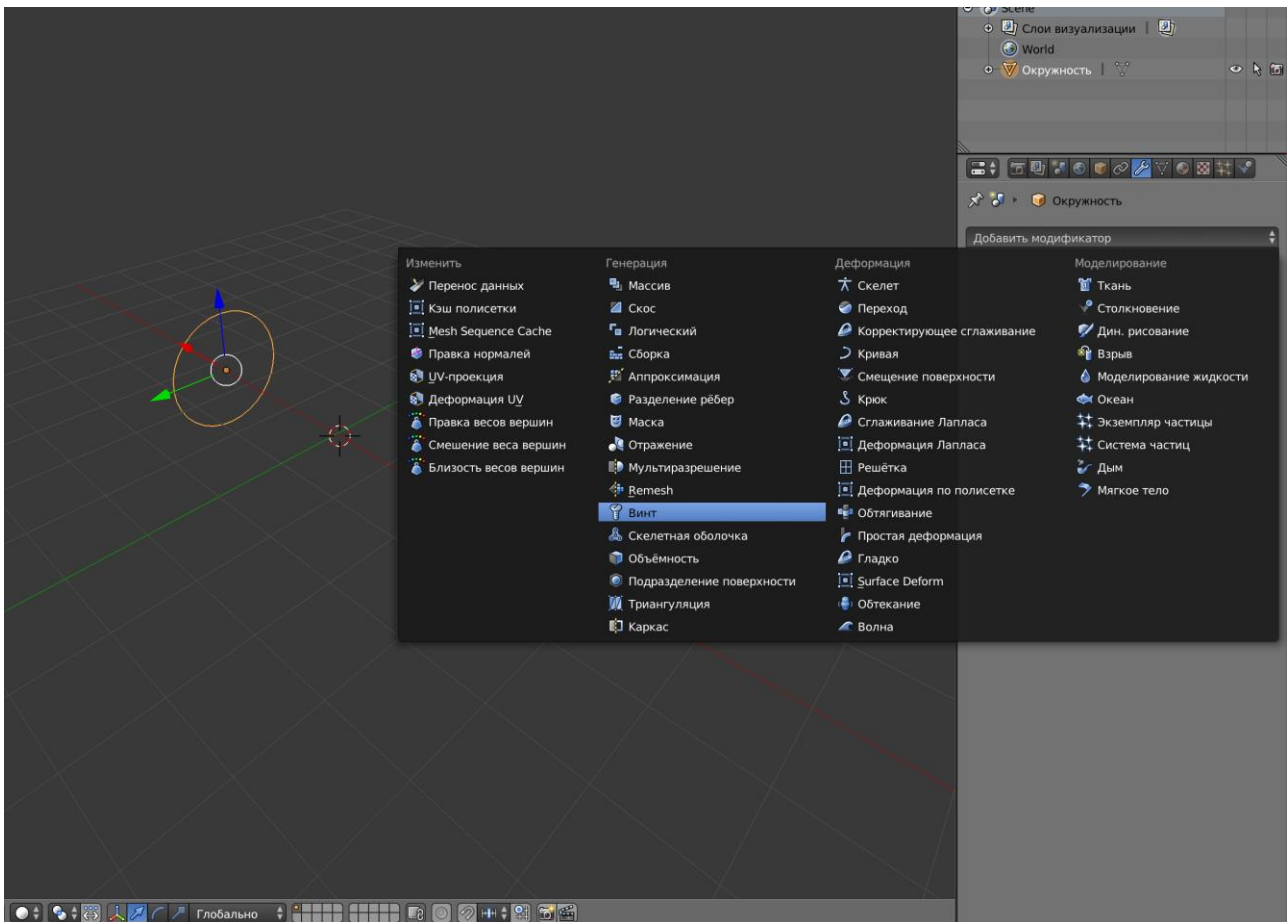 Scene
Слои визуализации
World
Окружность
Окружность
Добавить модификатор
Изменить
Перенос данных
Кэш полисетки
Mesh Sequence Cache
Правка нормалей
UV-проекция
Деформация UV
Правка весов вершин
Смешение веса вершин
Близость весов вершин
Генерация
Массив
Скос
Логический
Сборка
Аппроксимация
Разделение рёбер
Маска
Отражение
Мультиразрешение
Remesh
Винт
Скелетная оболочка
Объёмность
Подразделение поверхности
Триангуляция
Каркас
Деформация
Скелет
Переход
Корректирующее сглаживание
Кривая
Смещение поверхности
Крюк
Сглаживание Лапласа
Деформация Лапласа
Решётка
Деформация по полисетке
Обтягивание
Простая деформация
Гладко
Surface Deform
Обтекание
Волна
Моделирование
Ткань
Столкновение
Дин. рисование
Взрыв
Моделирование жидкости
Океан
Экземпляр частицы
Система частиц
Дым
Мягкое тело
Глобально